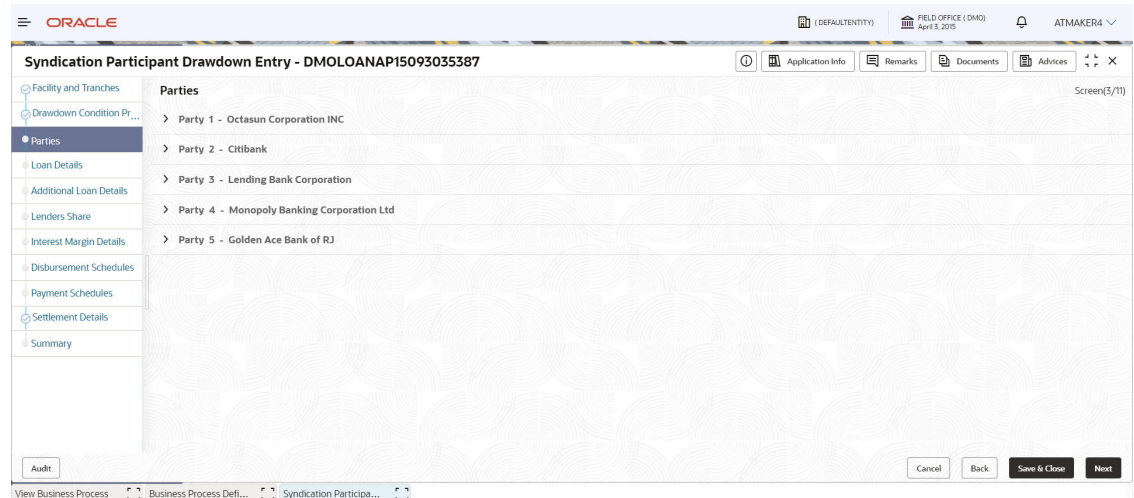 ORACLE
( DEFAULTENTITY)
FIELD OFFICE ( DMO)
April 3, 2015
ATMAKER4
Syndication Participant Drawdown Entry - DMOLOANAP15093035387
Application Info
Remarks
Documents
Advices
Facility and Tranches
Drawdown Condition Pr...
Parties
Loan Details
Additional Loan Details
Lenders Share
Interest Margin Details
Disbursement Schedules
Payment Schedules
Settlement Details
Summary
Parties
Screen(3/11)
Party 1 - Octasun Corporation INC
Party 2 - Citibank
Party 3 - Lending Bank Corporation
Party 4 - Monopoly Banking Corporation Ltd
Party 5 - Golden Ace Bank of RJ
Audit
Cancel
Back
Save & Close
Next
View Business Process
Business Process Defi...
Syndication Participa...